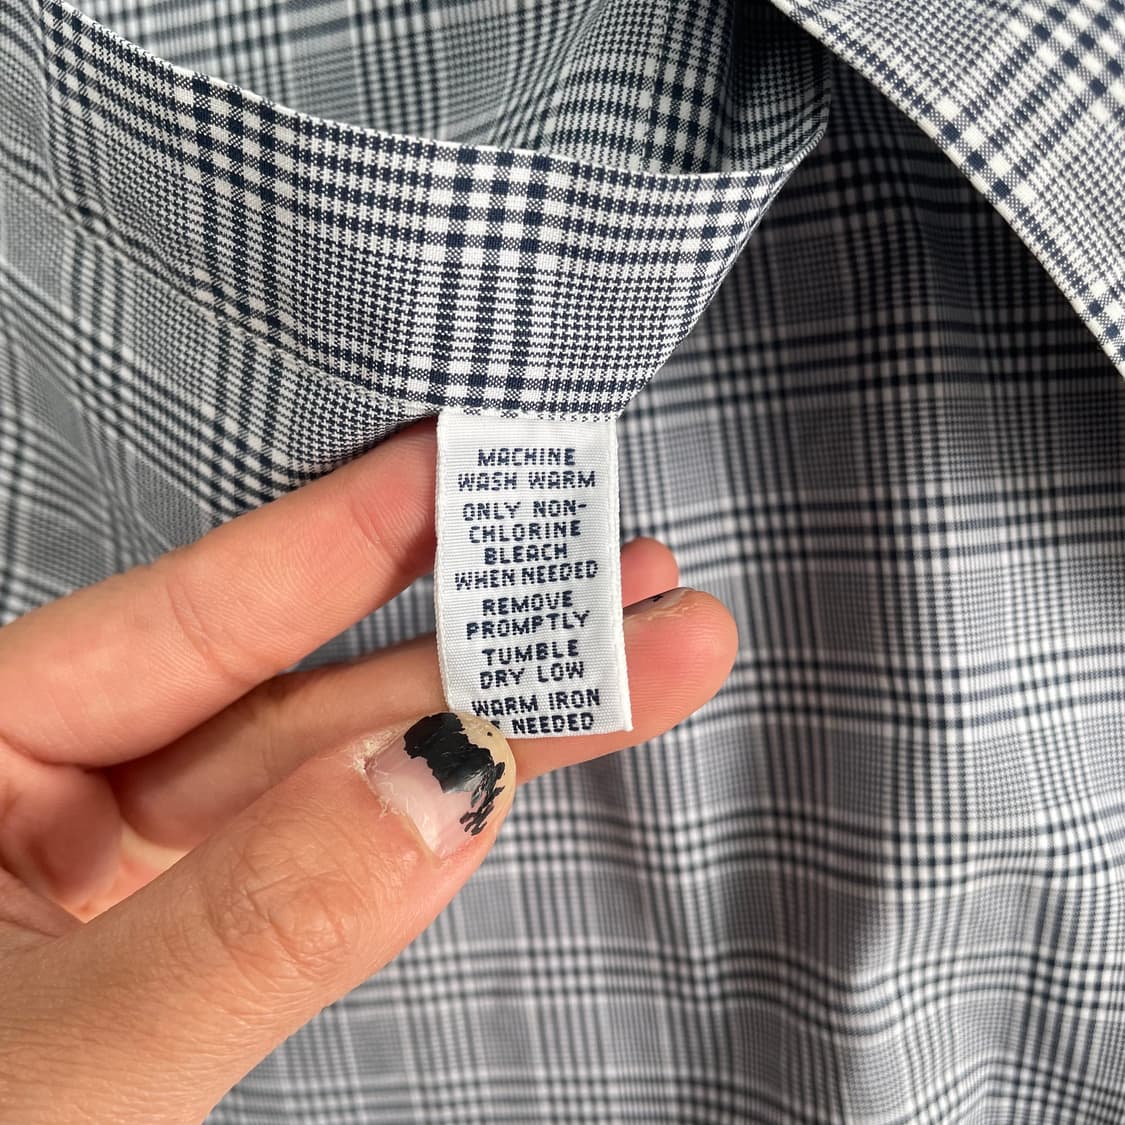 MACHINE
WASH WARM
ONLY NON-
CHLORINE
BLEACH
WHEN NEEDED
REMOVE
PROMPTLY
TUMBLE
DRY LOW
WARM IRON
NEEDED